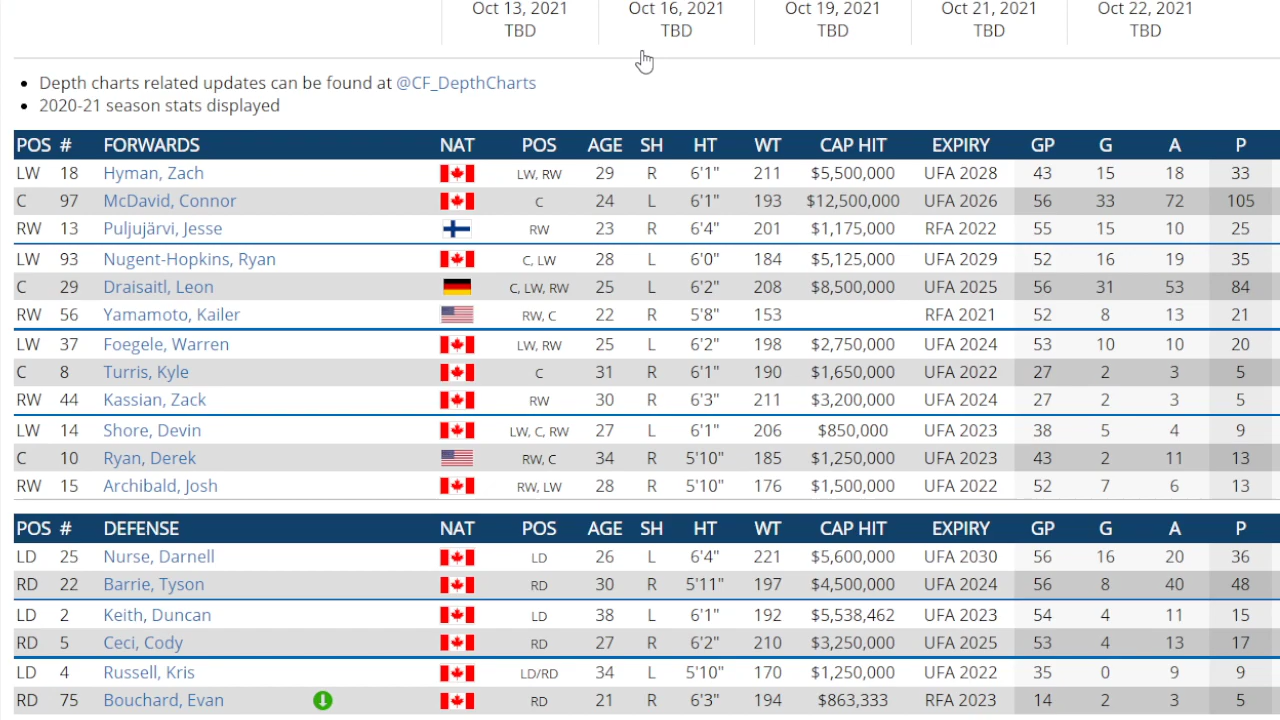 Oct 13, 2021 Oct 16, 2021 Oct 19, 2021 Oct 21, 2021 Oct 22, 2021
TBD TBD TBD TBD TBD
Depth charts related updates can be found at @CF_DepthCharts
2020-21 season stats displayed
POS # FORWARDS NAT POS AGE SH HT WT CAP HIT EXPIRY GP G A P
LW 18 Hyman, Zach LW, RW 29 R 6'1" 211 $5,500,000 UFA 2028 43 15 18 33
C 97 McDavid, Connor C 24 L 6'1" 193 $12,500,000 UFA 2026 56 33 72 105
RW 13 Puljujärvi, Jesse RW 23 R 6'4" 201 $1,175,000 RFA 2022 55 15 10 25
LW 93 Nugent-Hopkins, Ryan C, LW 28 L 6'0" 184 $5,125,000 UFA 2029 52 16 19 35
C 29 Draisaitl, Leon C, LW, RW 25 L 6'2" 208 $8,500,000 UFA 2025 56 31 53 84
RW 56 Yamamoto, Kailer RW, C 22 R 5'8" 153 RFA 2021 52 8 13 21
LW 37 Foegele, Warren LW, RW 25 L 6'2" 198 $2,750,000 UFA 2024 53 10 10 20
C 8 Turris, Kyle C 31 R 6'1" 190 $1,650,000 UFA 2022 27 2 3 5
RW 44 Kassian, Zack RW 30 R 6'3" 211 $3,200,000 UFA 2024 27 2 3 5
LW 14 Shore, Devin LW, C, RW 27 L 6'1" 206 $850,000 UFA 2023 38 5 4 9
C 10 Ryan, Derek RW, C 34 R 5'10" 185 $1,250,000 UFA 2023 43 2 11 13
RW 15 Archibald, Josh RW, LW 28 R 5'10" 176 $1,500,000 UFA 2022 52 7 6 13
POS # DEFENSE NAT POS AGE SH HT WT CAP HIT EXPIRY GP G A P
LD 25 Nurse, Darnell LD 26 L 6'4" 221 $5,600,000 UFA 2030 56 16 20 36
RD 22 Barrie, Tyson RD 30 R 5'11" 197 $4,500,000 UFA 2024 56 8 40 48
LD 2 Keith, Duncan LD 38 L 6'1" 192 $5,538,462 UFA 2023 54 4 11 15
RD 5 Ceci, Cody RD 27 R 6'2" 210 $3,250,000 UFA 2025 53 4 13 17
LD 4 Russell, Kris LD/RD 34 L 5'10" 170 $1,250,000 UFA 2022 35 0 9 9
RD 75 Bouchard, Evan RD 21 R 6'3" 194 $863,333 RFA 2023 14 2 3 5